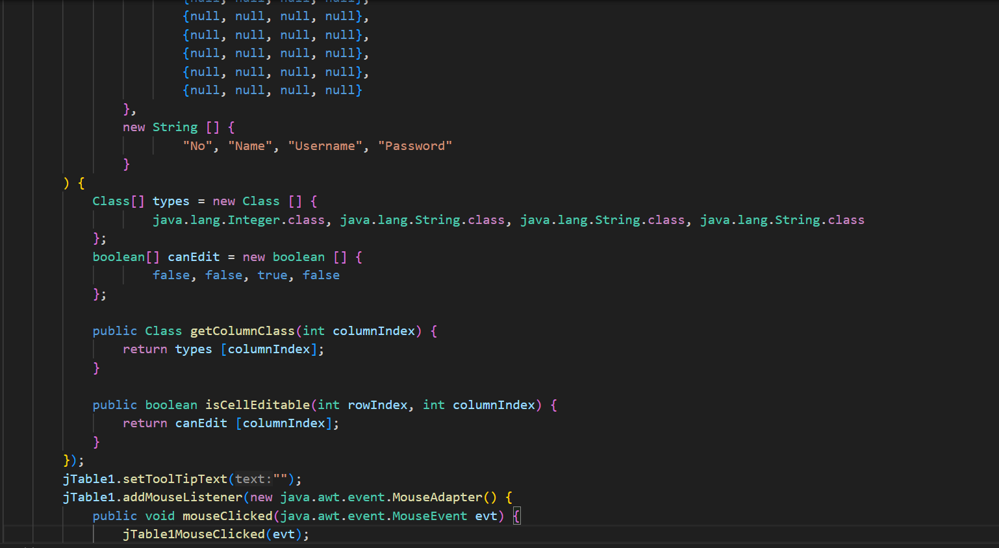 {null, null, null, null},
{null, null, null, null},
{null, null, null, null},
{null, null, null, null},
{null, null, null, null},
{null, null, null, null}
},
new String [] {
"No", "Name", "Username", "Password"
}
) {
Class[] types = new Class [] {
java.lang.Integer.class, java.lang.String.class, java.lang.String.class, java.lang.String.class
};
boolean[] canEdit = new boolean [] {
false, false, true, false
};
public Class getColumnClass(int columnIndex) {
return types [columnIndex];
}
public boolean isCellEditable(int rowIndex, int columnIndex) {
return canEdit [columnIndex];
}
});
jTable1.setToolTipText(text:"");
jTable1.addMouseListener(new java.awt.event.MouseAdapter() {
public void mouseClicked(java.awt.event.MouseEvent evt) {
jTable1MouseClicked(evt);